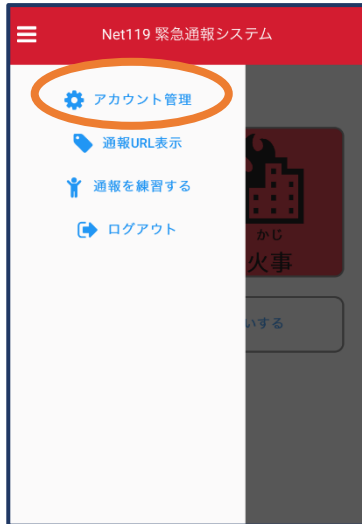 Net119 緊急通報システム
アカウント管理
通報URL表示
通報を練習する
ログアウト
かじ
火事
いする